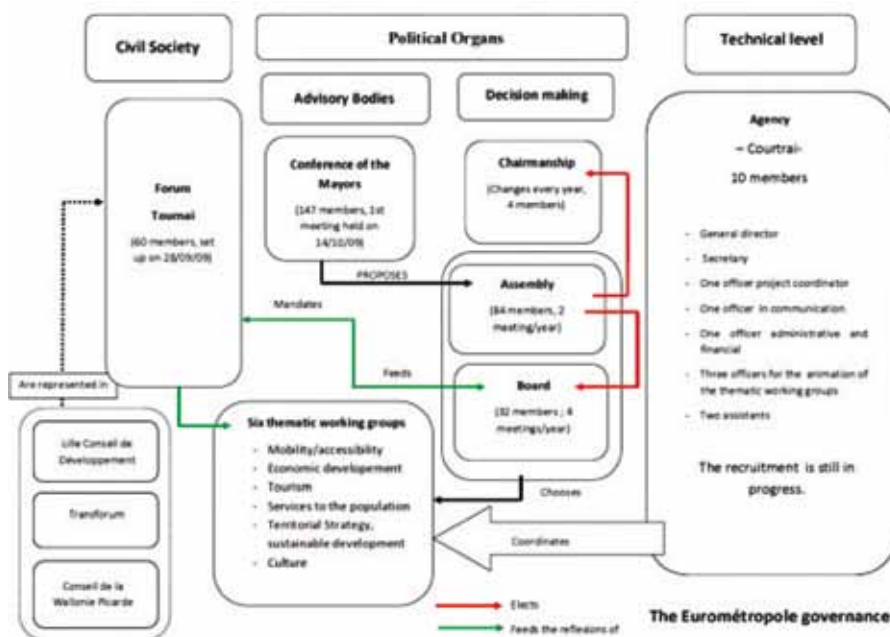 Civil Society
Political Organs
Technical level
Advisory Bodies
Decision making
Forum
Tournai
(60 members, set
up on 28/09/09)
Conference of the
Mayors
(147 members, 1st
meeting held on
14/10/09)
Chairmanship
(Changes every year,
4 members)
PROPOSES
Assembly
(84 members, 2
meeting/year)
Mandates
Feeds
Board
(32 members ; 4
meetings/year)
Chooses
Agency
– Courtrai-
10 members
- General director
- Secretary
- One officer project coordinator
- One officer in communication
- One officer administrative and
financial
- Three officers for the animation of
the thematic working groups
- Two assistants
The recruitment is still in
progress.
Are represented in
Lille Conseil de
Développement
Transforum
Conseil de la
Wallonie Picarde
Six thematic working groups
- Mobility/accessibility
- Economic developement
- Tourism
- Services to the population
- Territorial Strategy,
sustainable development
- Culture
Coordinates
Elects
Feeds the reflexions of
The Eurométropole governance